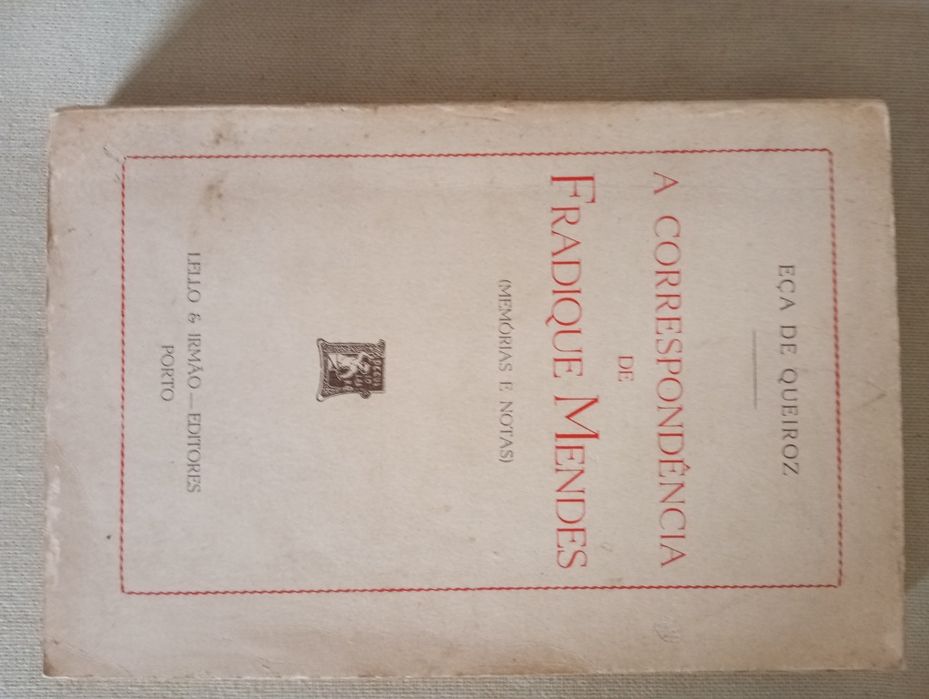 EÇA DE QUEIROZ
A CORRESPONDÊNCIA
DE
FRADIQUE MENDES
(MEMÓRIAS E NOTAS)
LELLO & IRMÃO — EDITORES
PORTO